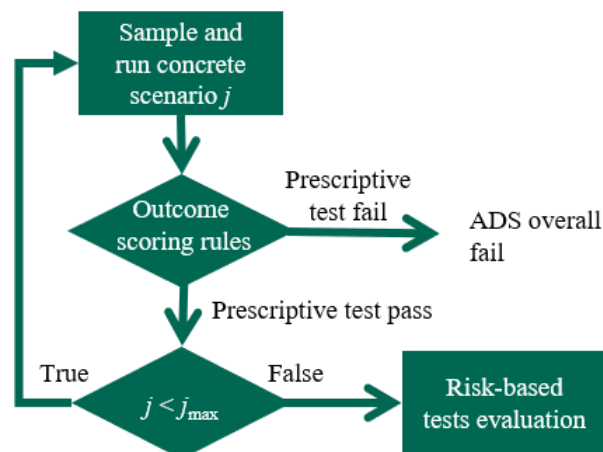 Sample and
run concrete
scenario j
Prescriptive
test fail
Outcome
scoring rules
ADS overall
fail
Prescriptive test pass
True
False
j < jmax
Risk-based
tests evaluation